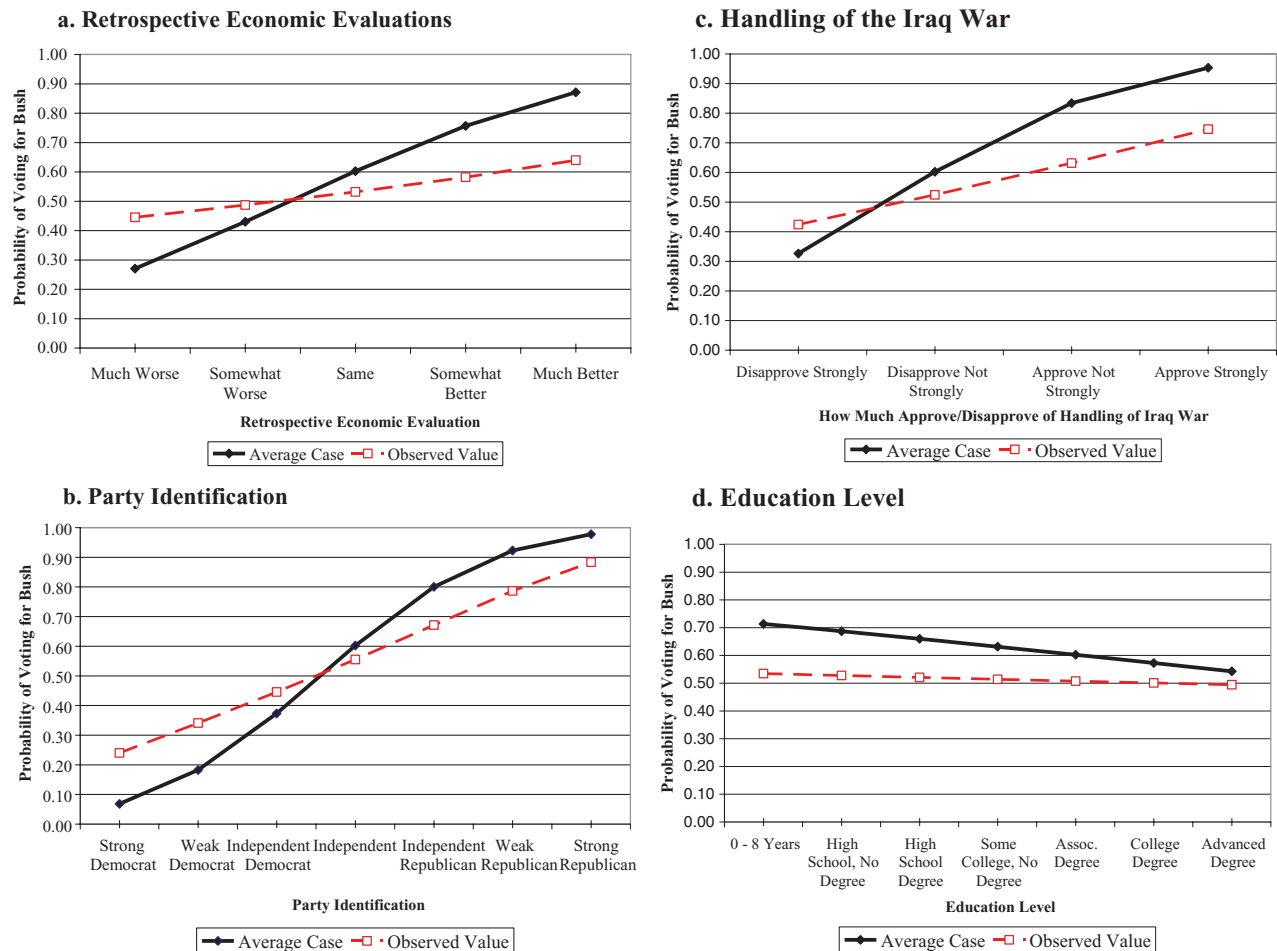 a. Retrospective Economic Evaluations
Probability of Voting for Bush
1.00
0.90
0.80
0.70
0.60
0.50
0.40
0.30
0.20
0.10
0.00
Much Worse
Somewhat
Worse
Same
Somewhat
Better
Much Better
Retrospective Economic Evaluation
Average Case
Observed Value
b. Party Identification
Probability of Voting for Bush
1.00
0.90
0.80
0.70
0.60
0.50
0.40
0.30
0.20
0.10
0.00
Strong
Democrat
Weak
Democrat
Independent
Democrat
Independent
Independent
Republican
Weak
Republican
Strong
Republican
Party Identification
Average Case
Observed Value
c. Handling of the Iraq War
Probability of Voting for Bush
1.00
0.90
0.80
0.70
0.60
0.50
0.40
0.30
0.20
0.10
0.00
Disapprove Strongly
Disapprove Not
Strongly
Approve Not
Strongly
Approve Strongly
How Much Approve/Disapprove of Handling of Iraq War
Average Case
Observed Value
d. Education Level
Probability of Voting for Bush
1.00
0.90
0.80
0.70
0.60
0.50
0.40
0.30
0.20
0.10
0.00
0 - 8 Years
High
School, No
Degree
High
School
Degree
Some
College, No
Degree
Assoc.
Degree
College
Degree
Advanced
Degree
Education Level
Average Case
Observed Value